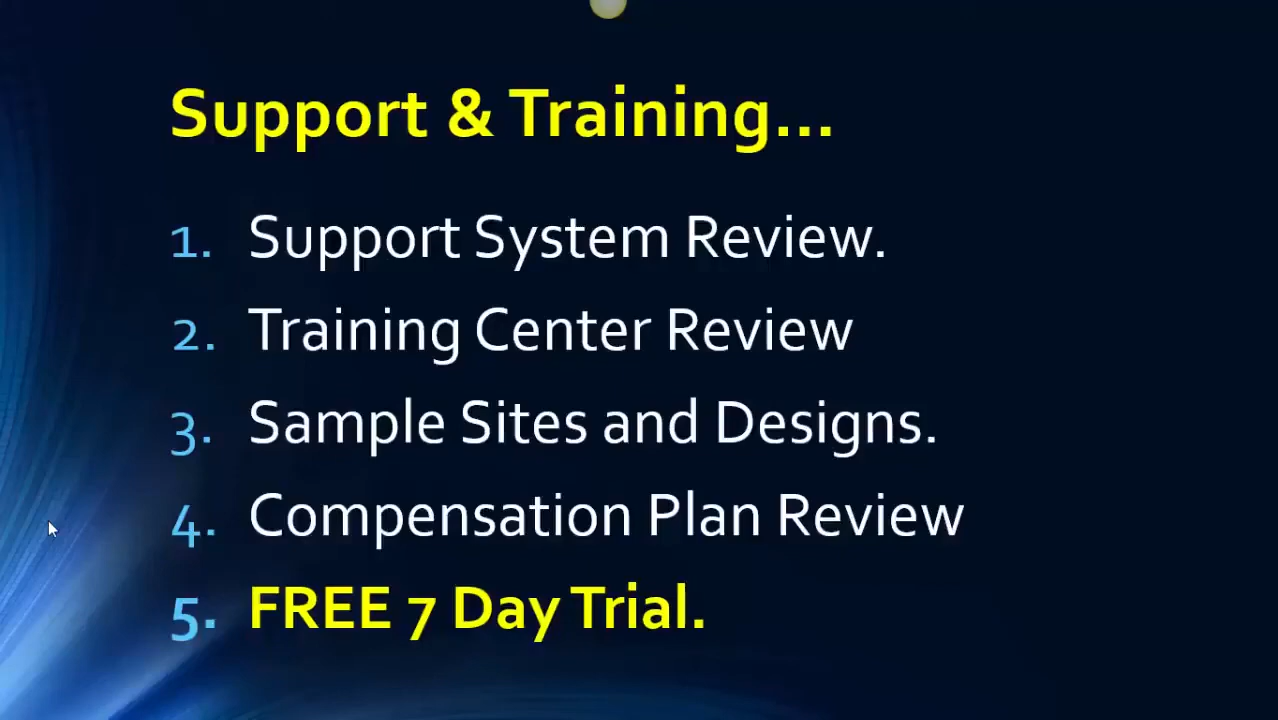 Support & Training...
1. Support System Review.
2. Training Center Review
3. Sample Sites and Designs.
4. Compensation Plan Review
5. FREE 7 Day Trial.